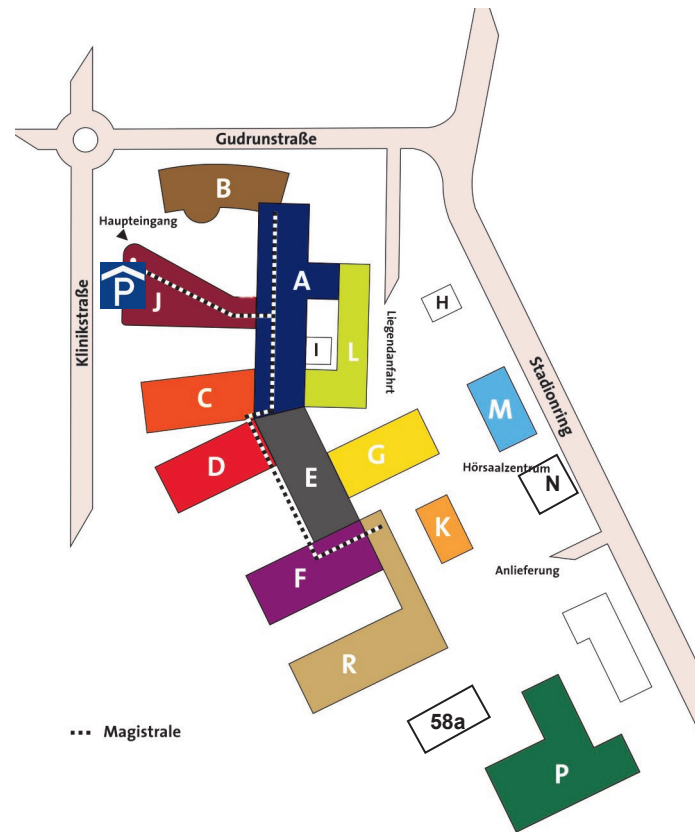 Gudrunstraße
B
Haupteingang
A
P
J
Klinikstraße
Liegendanfahrt
H
I
L
Stadionring
C
M
G
D
Hörsaalzentrum
E
N
K
F
Anlieferung
R
58a
Magistrale
P